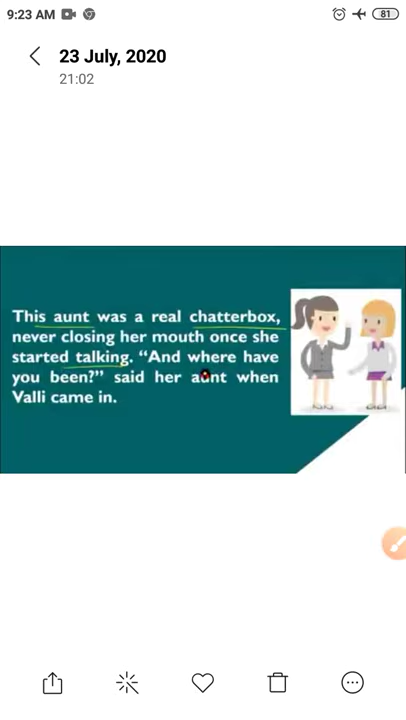 9:23 AM
81
23 July, 2020
21:02
This aunt was a real chatterbox,
never closing her mouth once she
started talking. “And where have
you been?” said her aunt when
Valli came in.